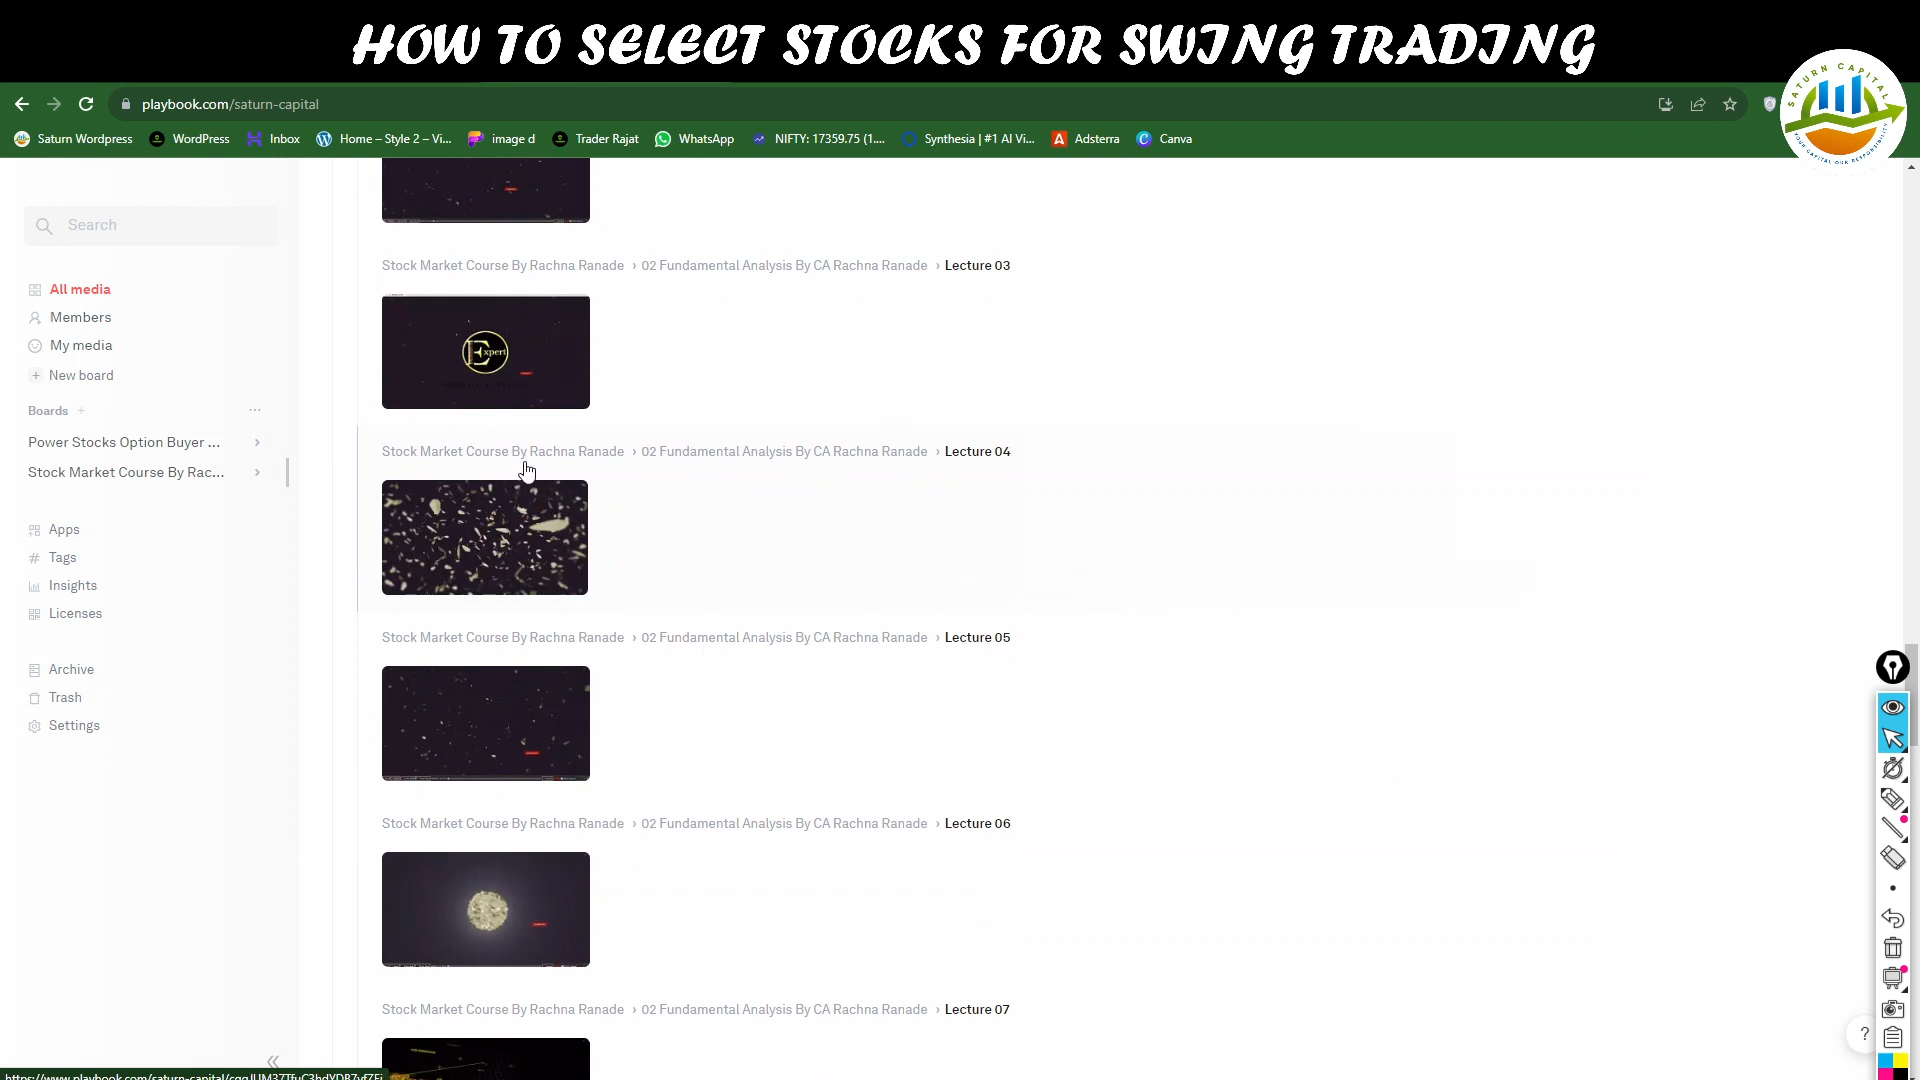 HOW TO SELECT STOCKS FOR SWING TRADING
SATURN CAPITAL
YOUR CAPITAL OUR RESPONSIBILITY
playbook.com/saturn-capital
Saturn Wordpress WordPress Inbox Home – Style 2 – Vi... image d Trader Rajat WhatsApp NIFTY: 17359.75 (1.... Synthesia | #1 AI Vi... Adsterra Canva
Search
All media
Members
My media
+ New board
Boards +
Power Stocks Option Buyer ...
Stock Market Course By Rac...
Apps
Tags
Insights
Licenses
Archive
Trash
Settings
Stock Market Course By Rachna Ranade › 02 Fundamental Analysis By CA Rachna Ranade › Lecture 03
Expert
Stock Market Course By Rachna Ranade › 02 Fundamental Analysis By CA Rachna Ranade › Lecture 04
Stock Market Course By Rachna Ranade › 02 Fundamental Analysis By CA Rachna Ranade › Lecture 05
Stock Market Course By Rachna Ranade › 02 Fundamental Analysis By CA Rachna Ranade › Lecture 06
Stock Market Course By Rachna Ranade › 02 Fundamental Analysis By CA Rachna Ranade › Lecture 07
?